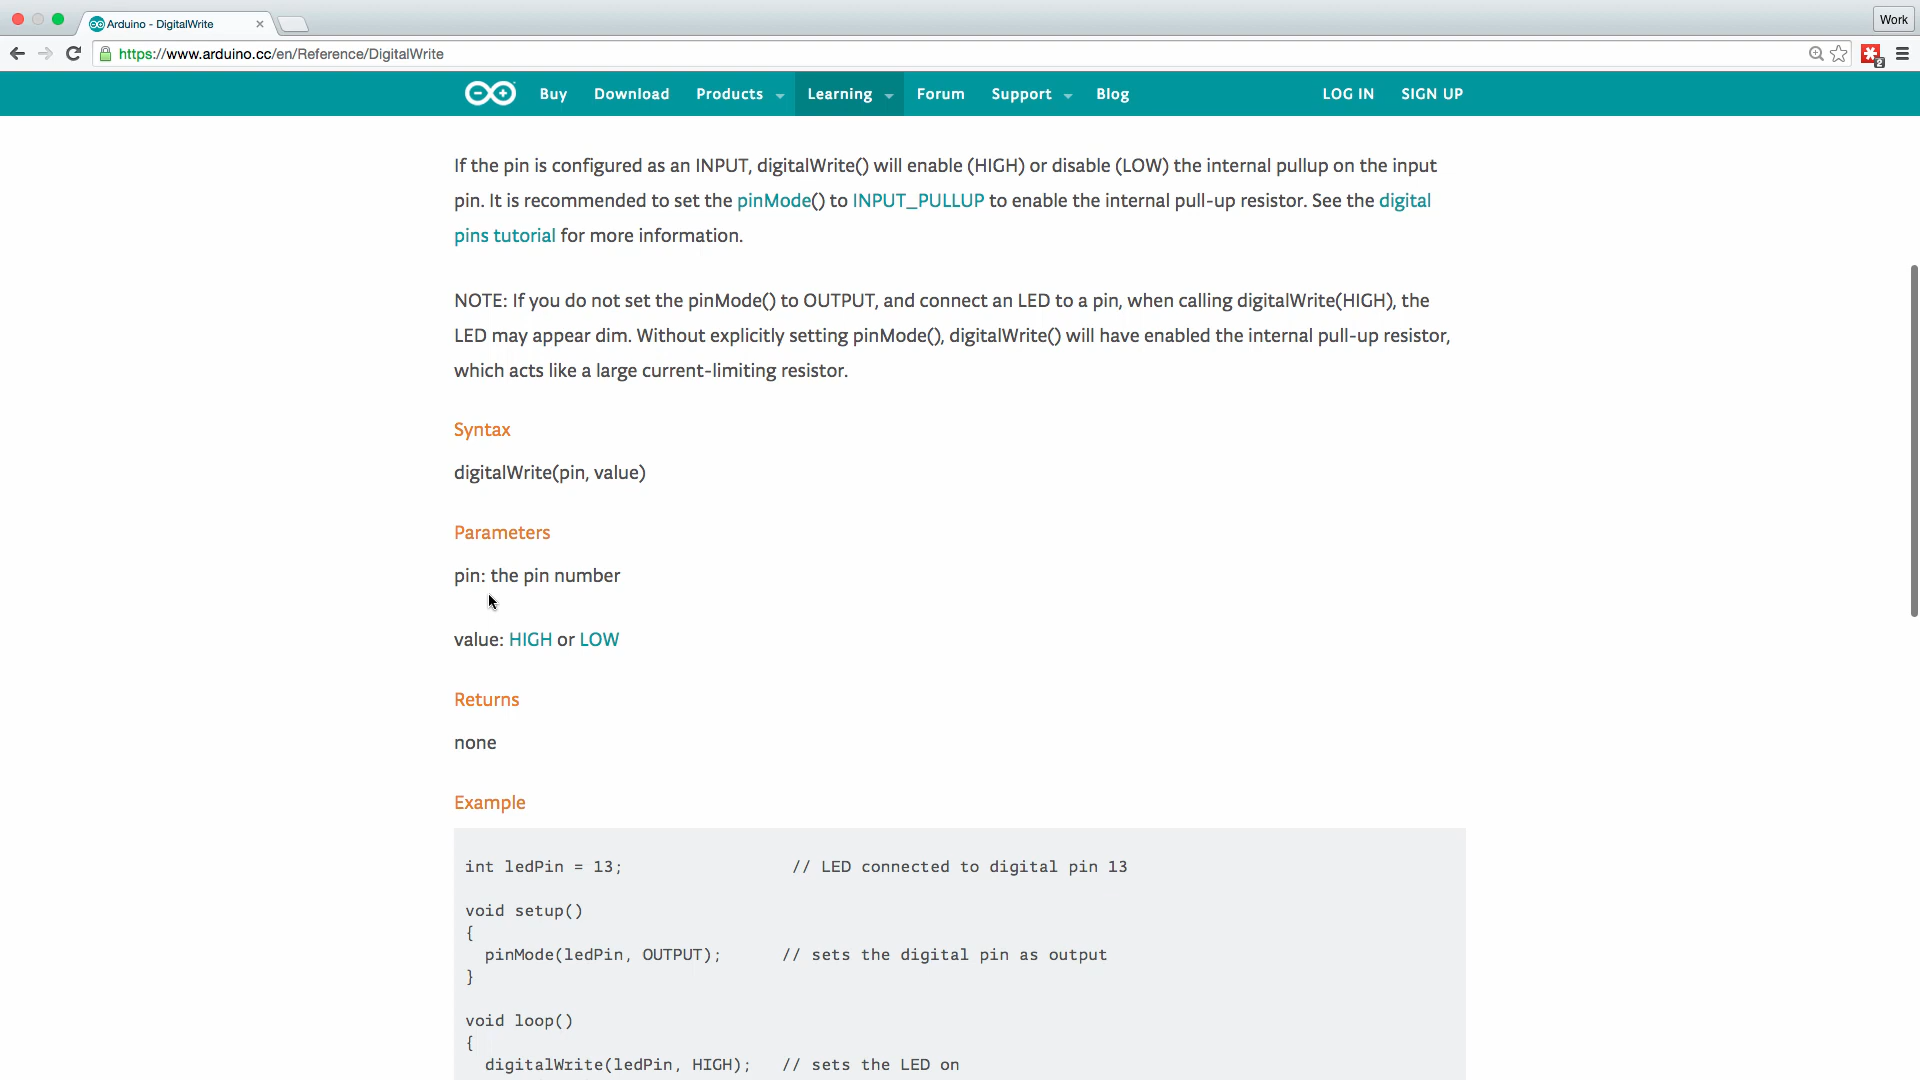 Arduino - DigitalWrite
Work
https://www.arduino.cc/en/Reference/DigitalWrite
2
Buy Download Products Learning Forum Support Blog LOG IN SIGN UP
If the pin is configured as an INPUT, digitalWrite() will enable (HIGH) or disable (LOW) the internal pullup on the input
pin. It is recommended to set the pinMode() to INPUT_PULLUP to enable the internal pull-up resistor. See the digital
pins tutorial for more information.
NOTE: If you do not set the pinMode() to OUTPUT, and connect an LED to a pin, when calling digitalWrite(HIGH), the
LED may appear dim. Without explicitly setting pinMode(), digitalWrite() will have enabled the internal pull-up resistor,
which acts like a large current-limiting resistor.
Syntax
digitalWrite(pin, value)
Parameters
pin: the pin number
value: HIGH or LOW
Returns
none
Example
int ledPin = 13;                 // LED connected to digital pin 13
void setup()
{
  pinMode(ledPin, OUTPUT);      // sets the digital pin as output
}
void loop()
{
  digitalWrite(ledPin, HIGH);   // sets the LED on